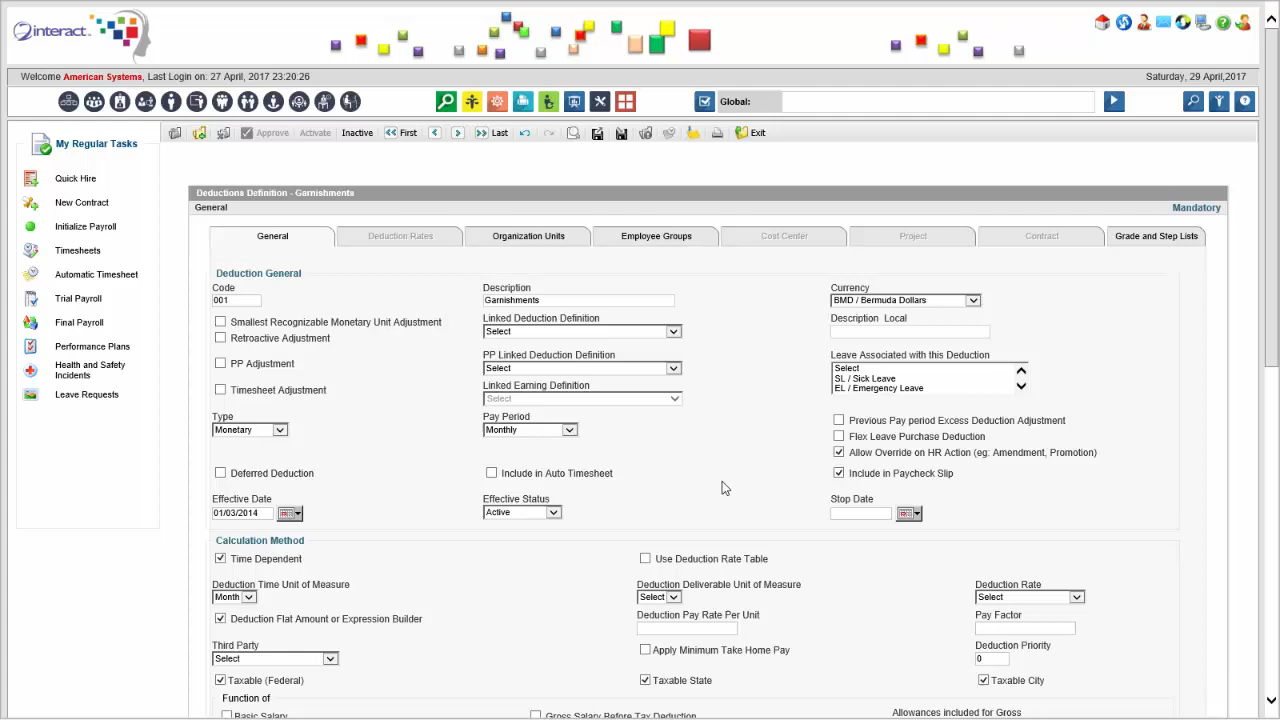 interact
Welcome American Systems, Last Login on: 27 April, 2017 23:20:26
Saturday, 29 April,2017
Global:
My Regular Tasks
Approve Activate Inactive First Last Exit
Quick Hire
New Contract
Initialize Payroll
Timesheets
Automatic Timesheet
Trial Payroll
Final Payroll
Performance Plans
Health and Safety
Incidents
Leave Requests
Deductions Definition - Garnishments
General Mandatory
General Deduction Rates Organization Units Employee Groups Cost Center Project Contract Grade and Step Lists
Deduction General
Code Description Currency
001 Garnishments BMD / Bermuda Dollars
Smallest Recognizable Monetary Unit Adjustment Linked Deduction Definition Description Local
Retroactive Adjustment Select
PP Adjustment PP Linked Deduction Definition Leave Associated with this Deduction
Select Select
SL / Sick Leave
Timesheet Adjustment Linked Earning Definition EL / Emergency Leave
Select
Type Pay Period Previous Pay period Excess Deduction Adjustment
Monetary Monthly Flex Leave Purchase Deduction
Allow Override on HR Action (eg: Amendment, Promotion)
Deferred Deduction Include in Auto Timesheet Include in Paycheck Slip
Effective Date Effective Status Stop Date
01/03/2014 Active
Calculation Method
Time Dependent Use Deduction Rate Table
Deduction Time Unit of Measure Deduction Deliverable Unit of Measure Deduction Rate
Month Select Select
Deduction Flat Amount or Expression Builder Deduction Pay Rate Per Unit Pay Factor
Third Party Apply Minimum Take Home Pay Deduction Priority
Select 0
Taxable (Federal) Taxable State Taxable City
Function of
Basic Salary Gross Salary Before Tax Deduction Allowances included for Gross